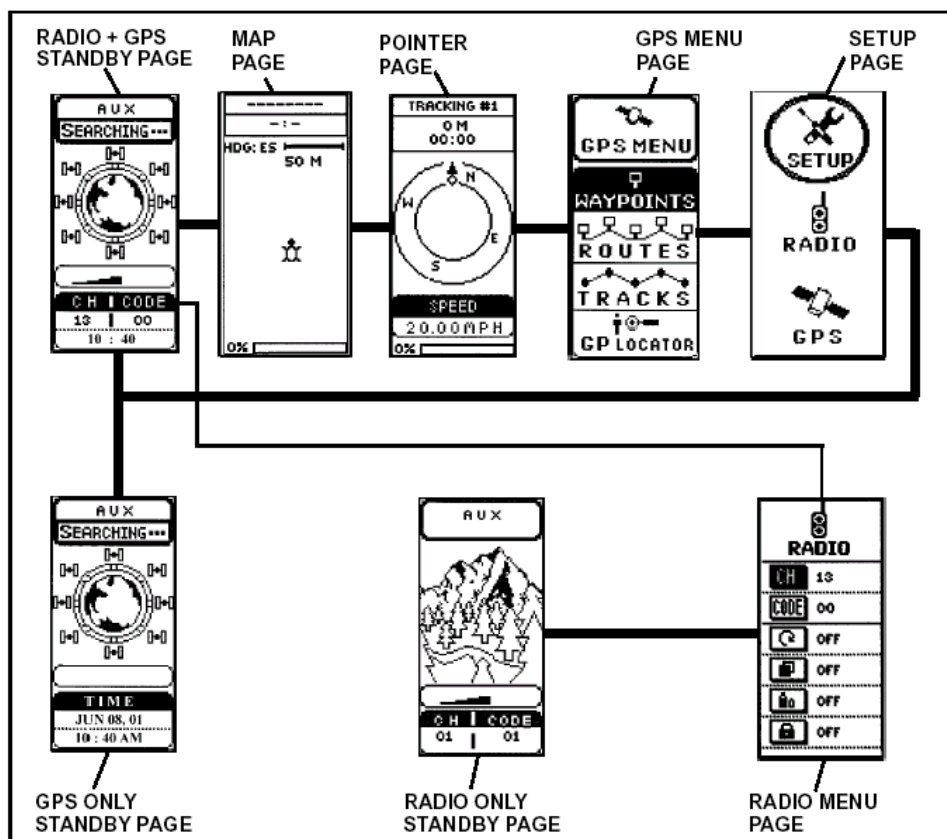 RADIO + GPS
STANDBY PAGE
MAP
PAGE
POINTER
PAGE
GPS MENU
PAGE
SETUP
PAGE
AUX
SEARCHING...
CH | CODE
13 | 00
10 : 40
--------
-:-
HDG: ES
50 M
0%
TRACKING #1
0 M
00:00
N
W
E
S
SPEED
20.00MPH
0%
GPS MENU
WAYPOINTS
ROUTES
TRACKS
GP LOCATOR
SETUP
RADIO
GPS
AUX
SEARCHING...
TIME
JUN 08, 01
10 : 40 AM
AUX
CH | CODE
01 | 01
RADIO
CH 13
CODE 00
OFF
OFF
OFF
OFF
GPS ONLY
STANDBY PAGE
RADIO ONLY
STANDBY PAGE
RADIO MENU
PAGE